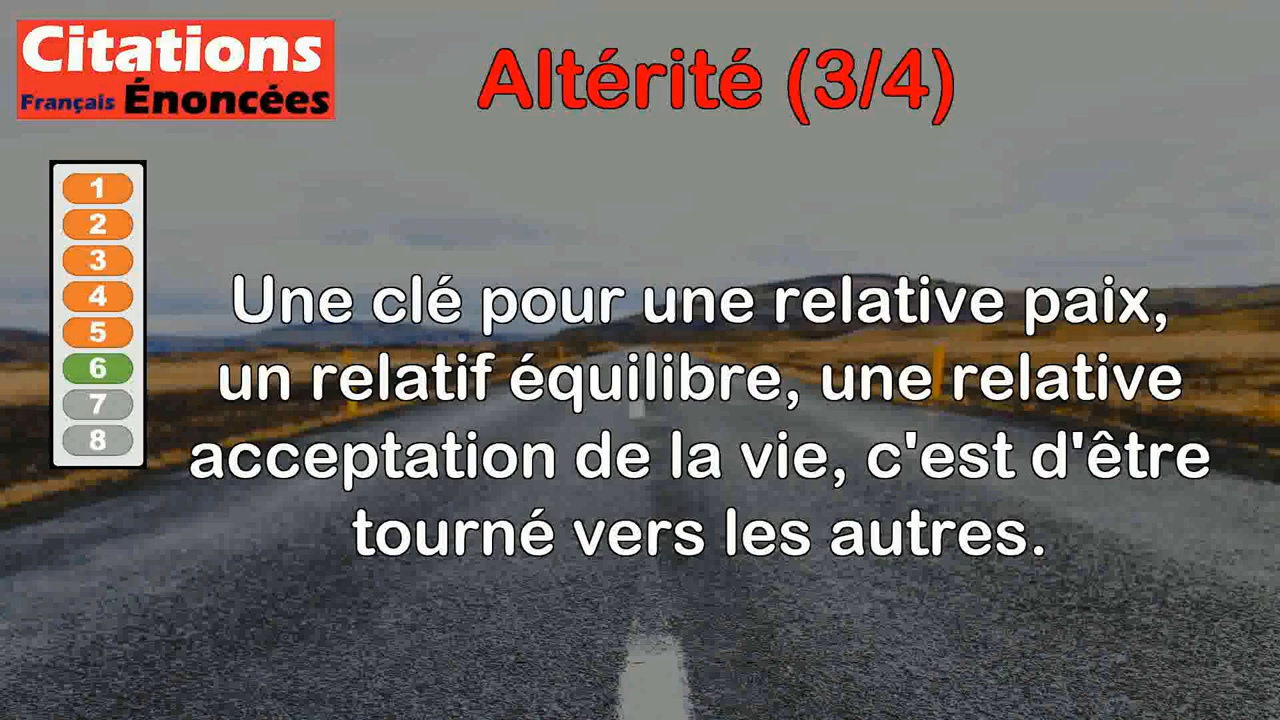 Citations
Français Énoncées
Altérité (3/4)
1
2
3
4
5
6
7
8
Une clé pour une relative paix,
un relatif équilibre, une relative
acceptation de la vie, c'est d'être
tourné vers les autres.